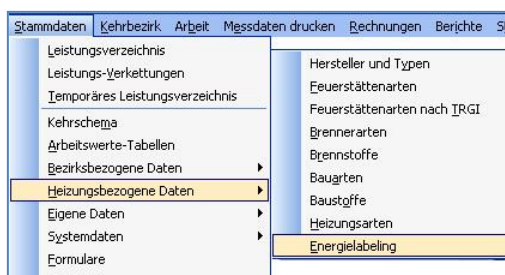 Stammdaten Kehrbezirk Arbeit Messdaten drucken Rechnungen Berichte
Leistungsverzeichnis
Leistungs-Verkettungen
Temporäres Leistungsverzeichnis
Kehrschema
Arbeitswerte-Tabellen
Bezirksbezogene Daten
Heizungsbezogene Daten
Eigene Daten
Systemdaten
Formulare
Hersteller und Typen
Feuerstättenarten
Feuerstättenarten nach TRGI
Brennerarten
Brennstoffe
Bauarten
Baustoffe
Heizungsarten
Energielabeling